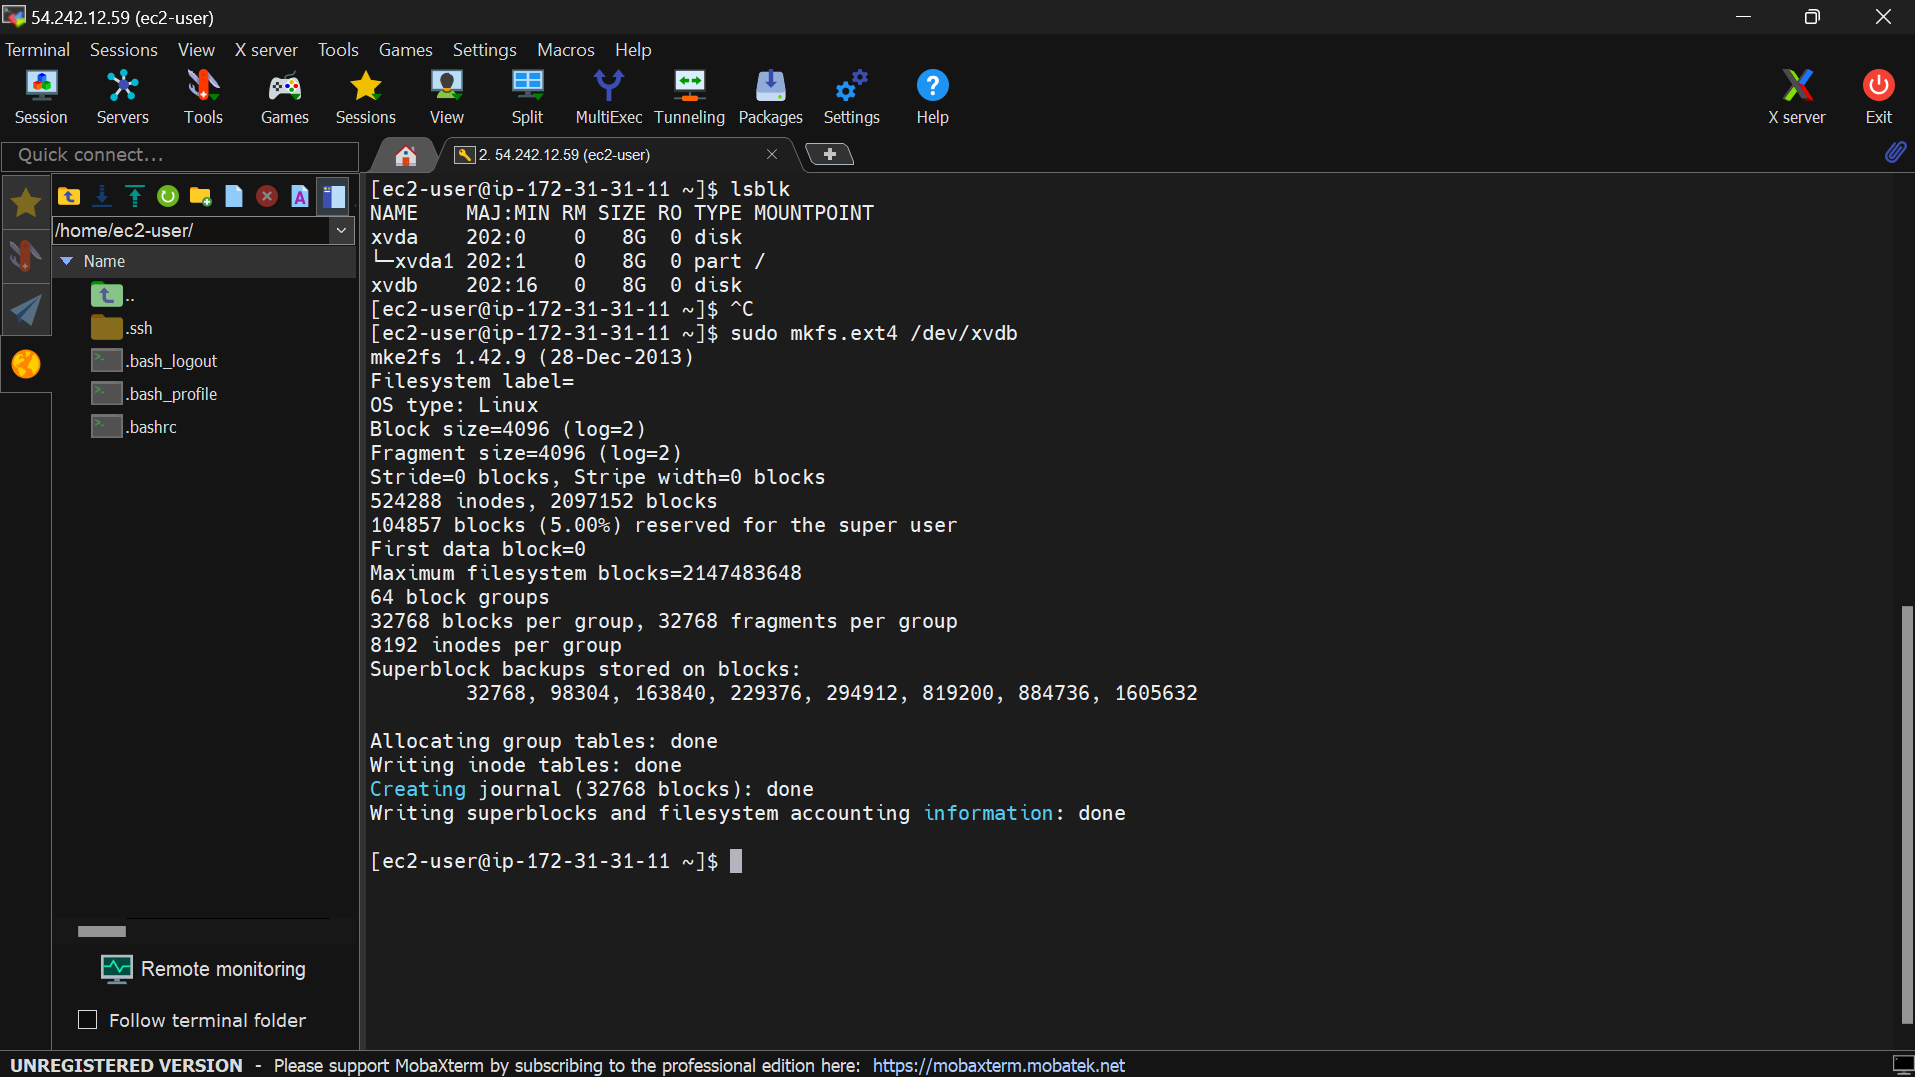 54.242.12.59 (ec2-user)
Terminal Sessions View X server Tools Games Settings Macros Help
Session Servers Tools Games Sessions View Split MultiExec Tunneling Packages Settings Help X server Exit
Quick connect...
2. 54.242.12.59 (ec2-user)
/home/ec2-user/
Name
..
.ssh
.bash_logout
.bash_profile
.bashrc
Remote monitoring
Follow terminal folder
[ec2-user@ip-172-31-31-11 ~]$ lsblk
NAME    MAJ:MIN RM SIZE RO TYPE MOUNTPOINT
xvda    202:0    0   8G  0 disk
└─xvda1 202:1    0   8G  0 part /
xvdb    202:16   0   8G  0 disk
[ec2-user@ip-172-31-31-11 ~]$ ^C
[ec2-user@ip-172-31-31-11 ~]$ sudo mkfs.ext4 /dev/xvdb
mke2fs 1.42.9 (28-Dec-2013)
Filesystem label=
OS type: Linux
Block size=4096 (log=2)
Fragment size=4096 (log=2)
Stride=0 blocks, Stripe width=0 blocks
524288 inodes, 2097152 blocks
104857 blocks (5.00%) reserved for the super user
First data block=0
Maximum filesystem blocks=2147483648
64 block groups
32768 blocks per group, 32768 fragments per group
8192 inodes per group
Superblock backups stored on blocks:
        32768, 98304, 163840, 229376, 294912, 819200, 884736, 1605632
Allocating group tables: done
Writing inode tables: done
Creating journal (32768 blocks): done
Writing superblocks and filesystem accounting information: done
[ec2-user@ip-172-31-31-11 ~]$
UNREGISTERED VERSION - Please support MobaXterm by subscribing to the professional edition here: https://mobaxterm.mobatek.net